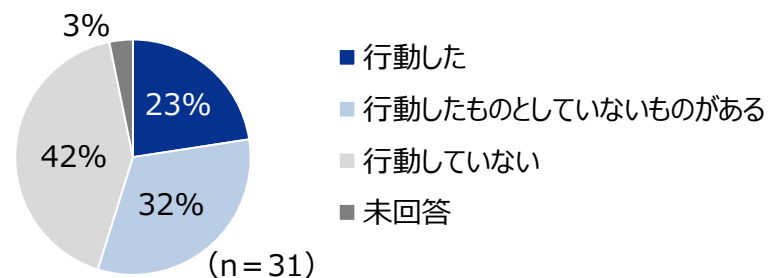 3%
23%
42%
32%
(n＝31)
■ 行動した
■ 行動したものとしていないものがある
■ 行動していない
■ 未回答